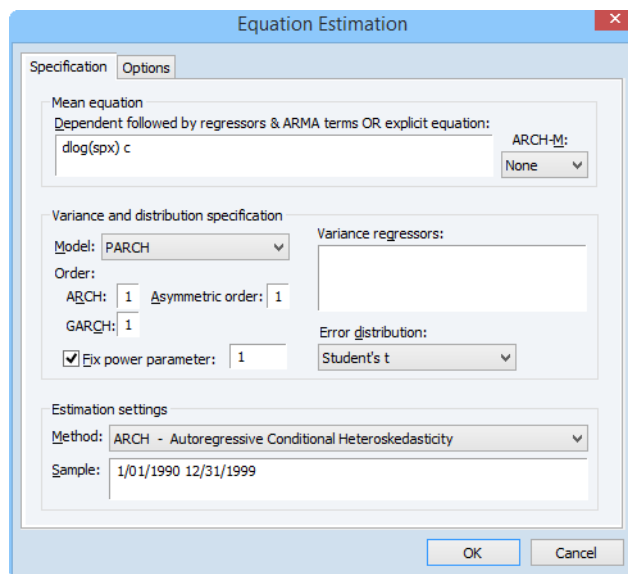 Equation Estimation
Specification Options
Mean equation
Dependent followed by regressors & ARMA terms OR explicit equation:
dlog(spx) c
ARCH-M:
None
Variance and distribution specification
Model: PARCH
Order:
ARCH: 1 Asymmetric order: 1
GARCH: 1
Fix power parameter: 1
Variance regressors:
Error distribution:
Student's t
Estimation settings
Method: ARCH - Autoregressive Conditional Heteroskedasticity
Sample: 1/01/1990 12/31/1999
OK Cancel